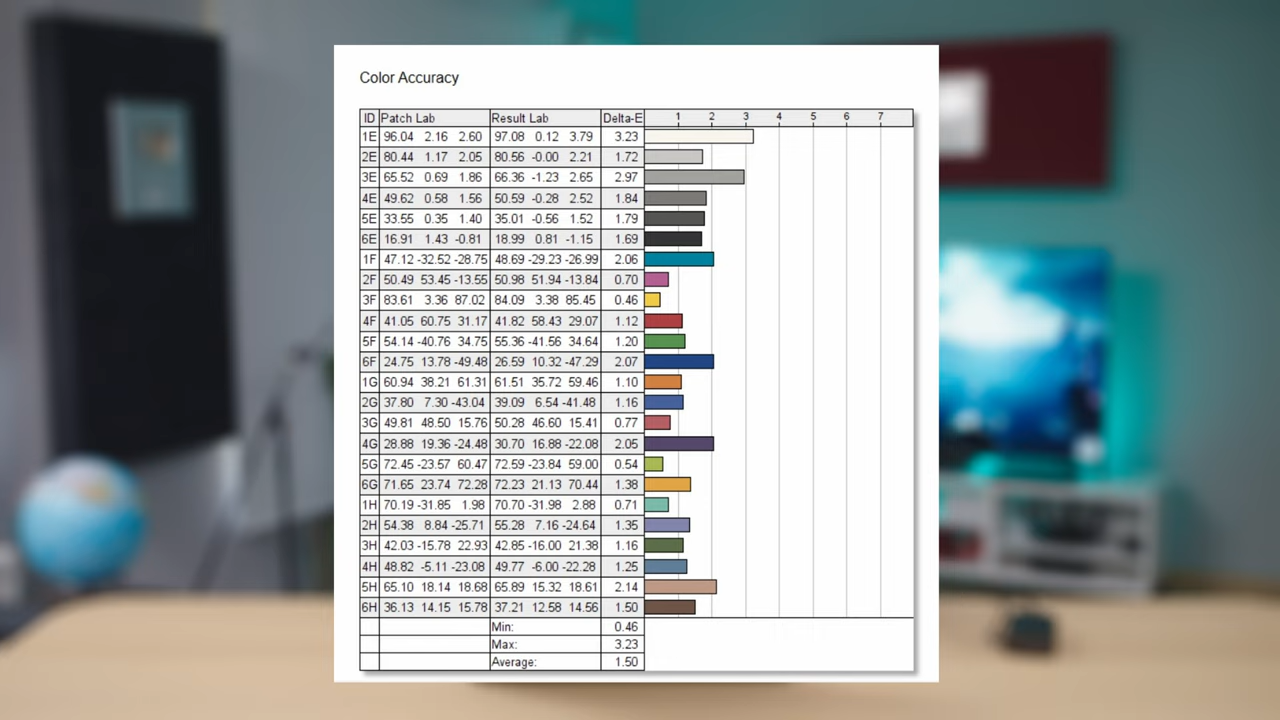 Color Accuracy
ID Patch Lab Result Lab Delta-E 1 2 3 4 5 6 7
1E 96.04 2.16 2.60 97.08 0.12 3.79 3.23
2E 80.44 1.17 2.05 80.56 -0.00 2.21 1.72
3E 65.52 0.69 1.86 66.36 -1.23 2.65 2.97
4E 49.62 0.58 1.56 50.59 -0.28 2.52 1.84
5E 33.55 0.35 1.40 35.01 -0.56 1.52 1.79
6E 16.91 1.43 -0.81 18.99 0.81 -1.15 1.69
1F 47.12 -32.52 -28.75 48.69 -29.23 -26.99 2.06
2F 50.49 53.45 -13.55 50.98 51.94 -13.84 0.70
3F 83.61 3.36 87.02 84.09 3.38 85.45 0.46
4F 41.05 60.75 31.17 41.82 58.43 29.07 1.12
5F 54.14 -40.76 34.75 55.36 -41.56 34.64 1.20
6F 24.75 13.78 -49.48 26.59 10.32 -47.29 2.07
1G 60.94 38.21 61.31 61.51 35.72 59.46 1.10
2G 37.80 7.30 -43.04 39.09 6.54 -41.48 1.16
3G 49.81 48.50 15.76 50.28 46.60 15.41 0.77
4G 28.88 19.36 -24.48 30.70 16.88 -22.08 2.05
5G 72.45 -23.57 60.47 72.59 -23.84 59.00 0.54
6G 71.65 23.74 72.28 72.23 21.13 70.44 1.38
1H 70.19 -31.85 1.98 70.70 -31.98 2.88 0.71
2H 54.38 8.84 -25.71 55.28 7.16 -24.64 1.35
3H 42.03 -15.78 22.93 42.85 -16.00 21.38 1.16
4H 48.82 -5.11 -23.08 49.77 -6.00 -22.28 1.25
5H 65.10 18.14 18.68 65.89 15.32 18.61 2.14
6H 36.13 14.15 15.78 37.21 12.58 14.56 1.50
Min: 0.46
Max: 3.23
Average: 1.50